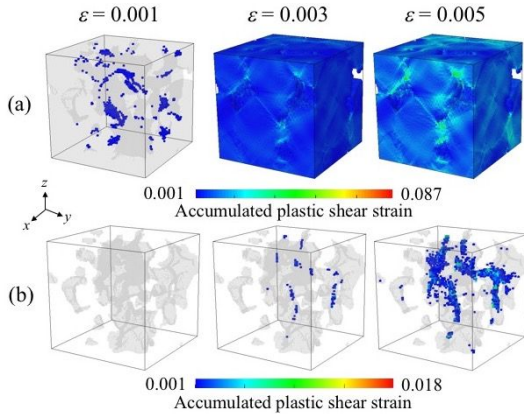 ε = 0.001 ε = 0.003 ε = 0.005
(a)
0.001 0.087
Accumulated plastic shear strain
z
x y
(b)
0.001 0.018
Accumulated plastic shear strain